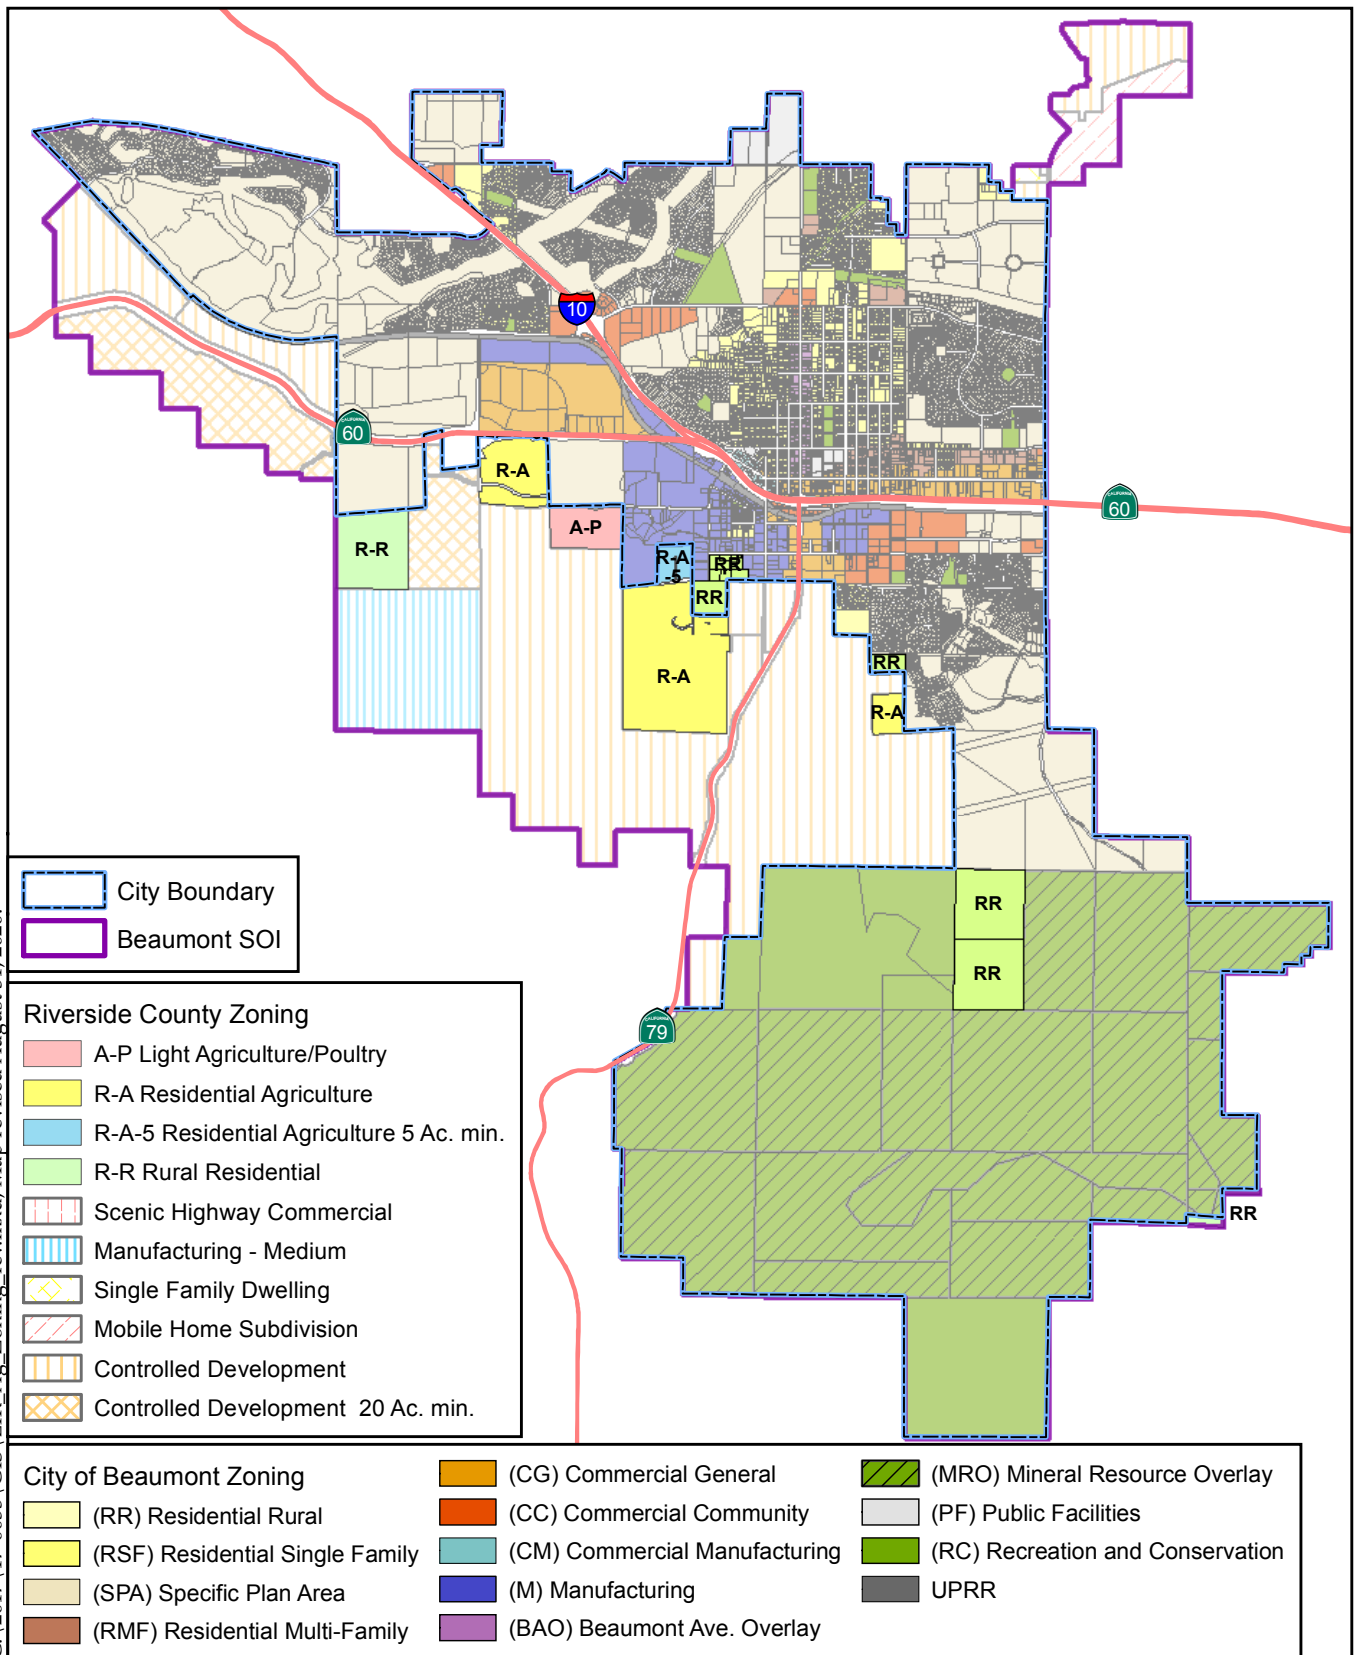 10
CALIFORNIA
60
R-A
CALIFORNIA
60
A-P
R-R
R-A
-5
RR
RR
RR
R-A
R-A
City Boundary
Beaumont SOI
RR
RR
Riverside County Zoning
CALIFORNIA
79
A-P Light Agriculture/Poultry
R-A Residential Agriculture
R-A-5 Residential Agriculture 5 Ac. min.
R-R Rural Residential
Scenic Highway Commercial
RR
Manufacturing - Medium
Single Family Dwelling
Mobile Home Subdivision
Controlled Development
Controlled Development 20 Ac. min.
City of Beaumont Zoning
(RR) Residential Rural
(RSF) Residential Single Family
(SPA) Specific Plan Area
(RMF) Residential Multi-Family
(CG) Commercial General
(CC) Commercial Community
(CM) Commercial Manufacturing
(M) Manufacturing
(BAO) Beaumont Ave. Overlay
(MRO) Mineral Resource Overlay
(PF) Public Facilities
(RC) Recreation and Conservation
UPRR